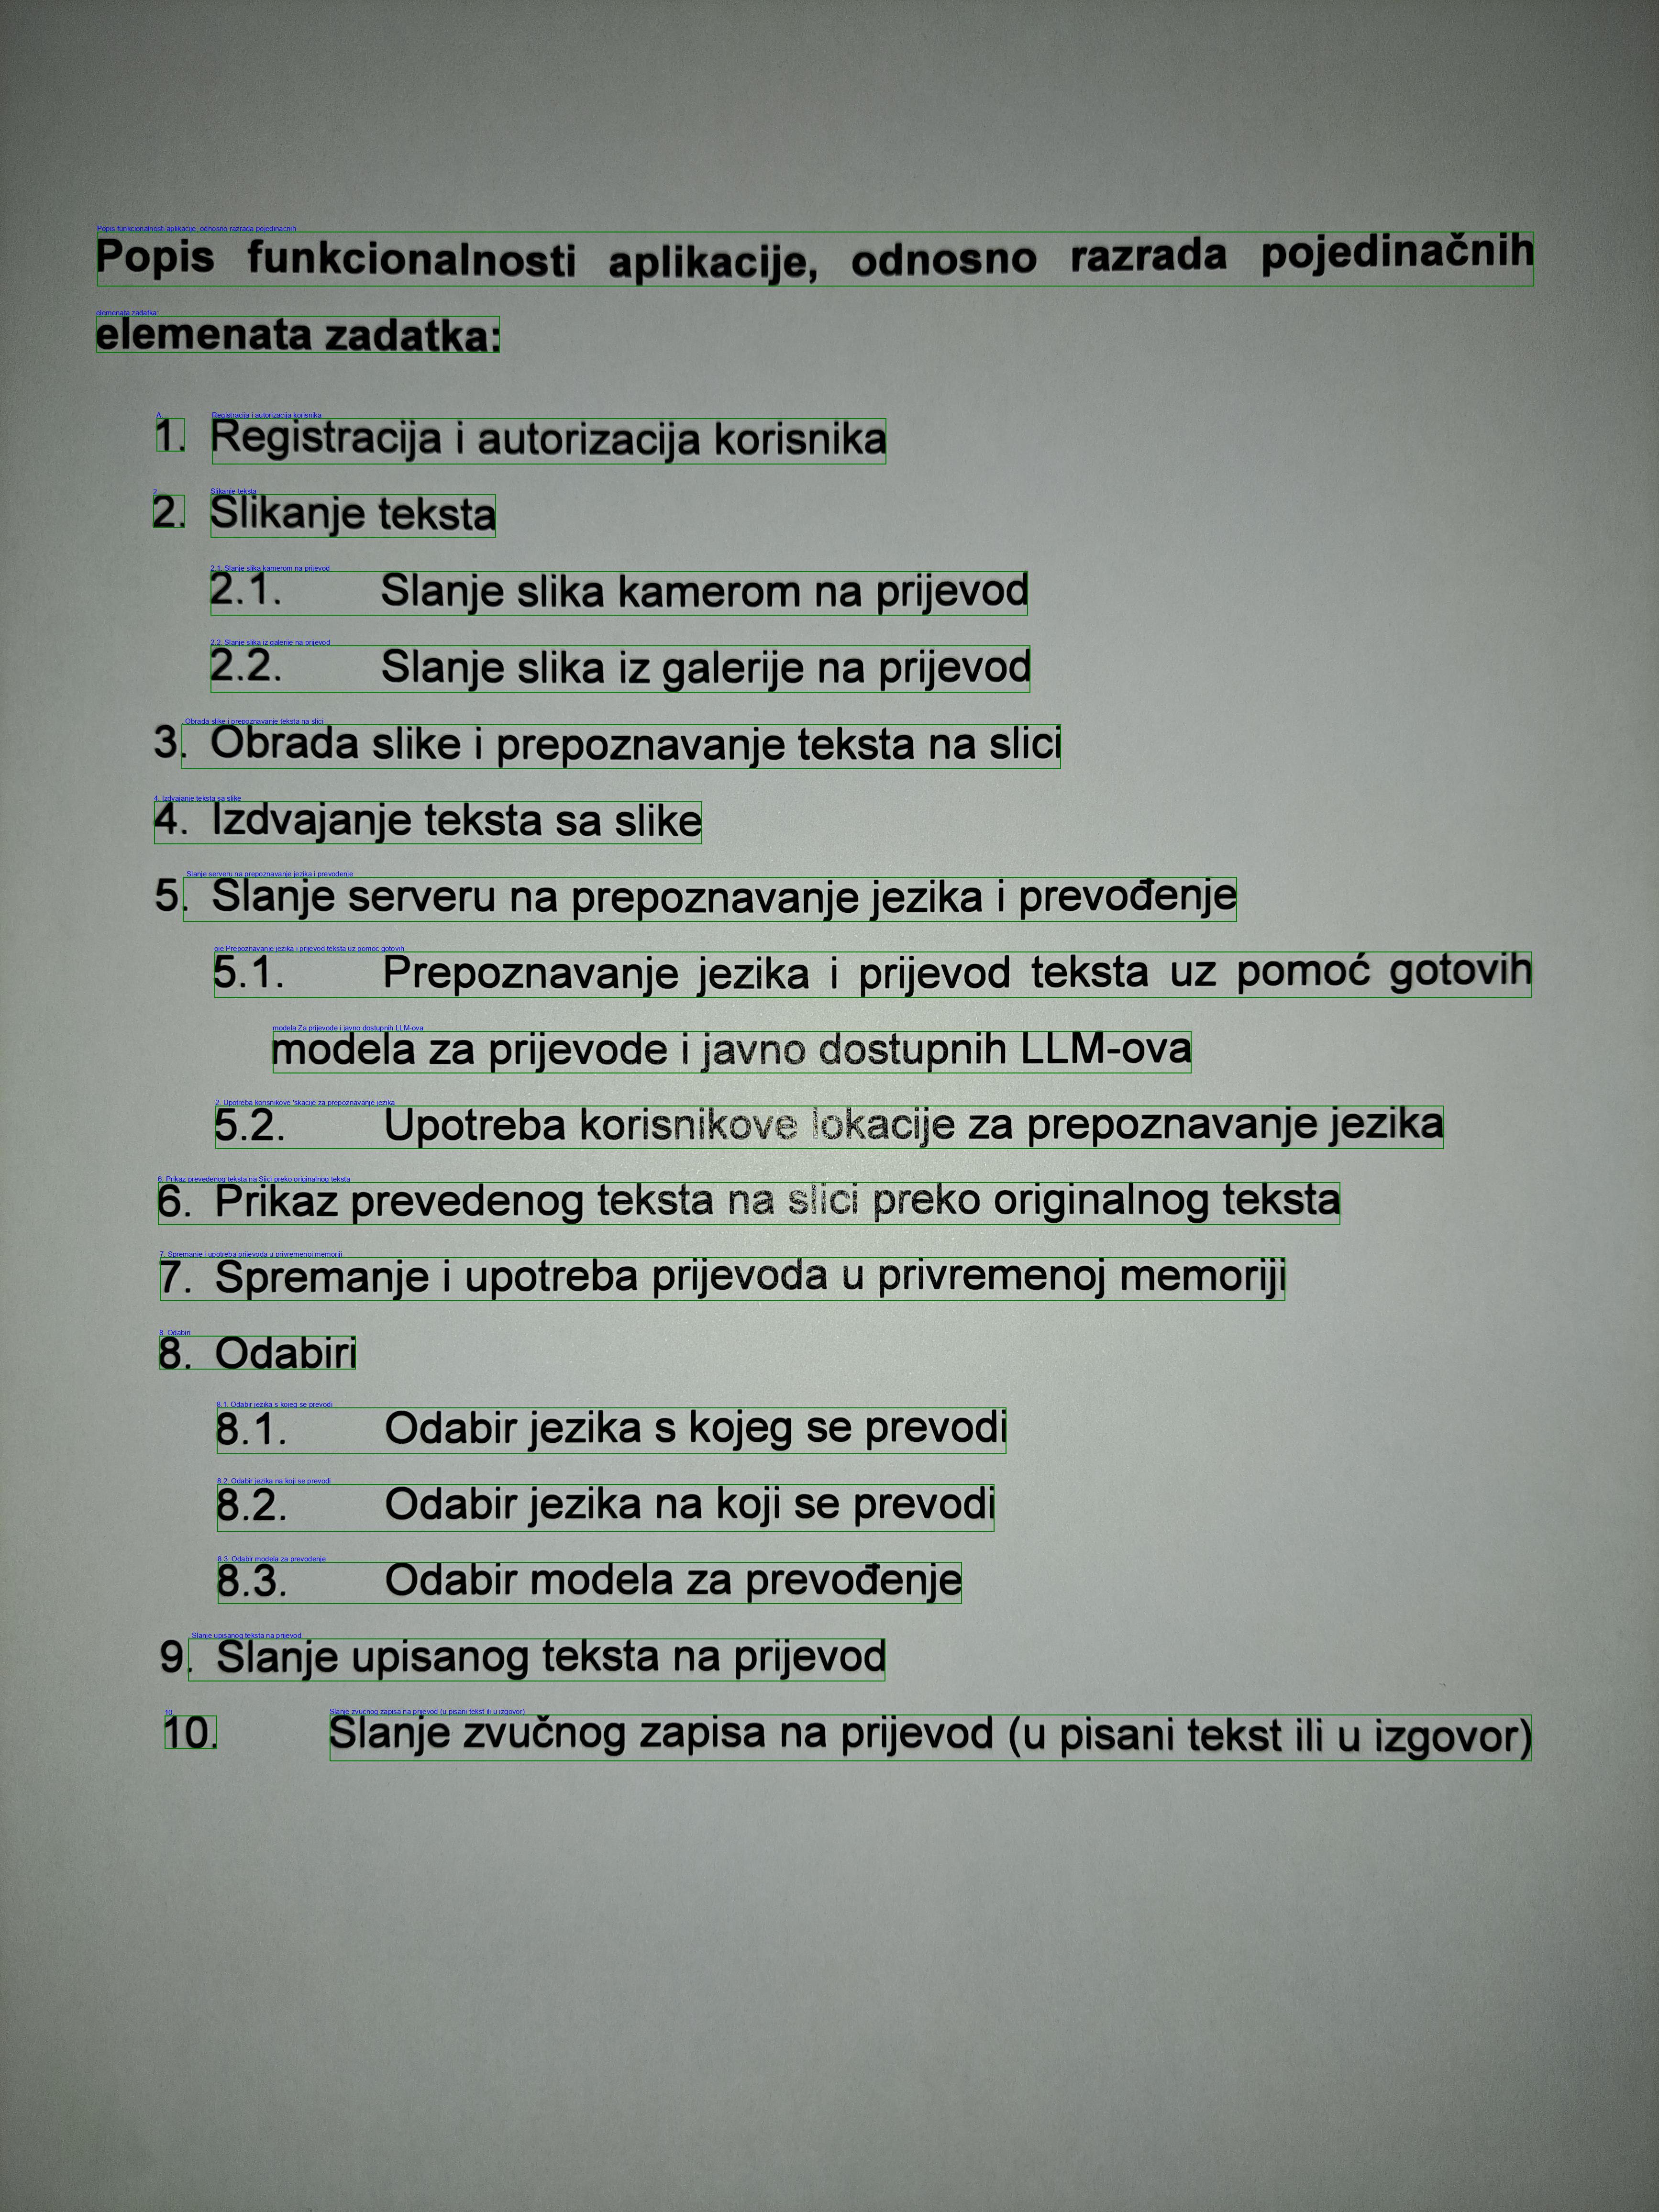 Popis funkcionalnosti aplikacije, odnosno razrada pojedinačnih
elemenata zadatka:
1. Registracija i autorizacija korisnika
2. Slikanje teksta
2.1. Slanje slika kamerom na prijevod
2.2. Slanje slika iz galerije na prijevod
3. Obrada slike i prepoznavanje teksta na slici
4. Izdvajanje teksta sa slike
5. Slanje serveru na prepoznavanje jezika i prevođenje
5.1. Prepoznavanje jezika i prijevod teksta uz pomoć gotovih
modela za prijevode i javno dostupnih LLM-ova
5.2. Upotreba korisnikove lokacije za prepoznavanje jezika
6. Prikaz prevedenog teksta na slici preko originalnog teksta
7. Spremanje i upotreba prijevoda u privremenoj memoriji
8. Odabiri
8.1. Odabir jezika s kojeg se prevodi
8.2. Odabir jezika na koji se prevodi
8.3. Odabir modela za prevođenje
9. Slanje upisanog teksta na prijevod
10. Slanje zvučnog zapisa na prijevod (u pisani tekst ili u izgovor)